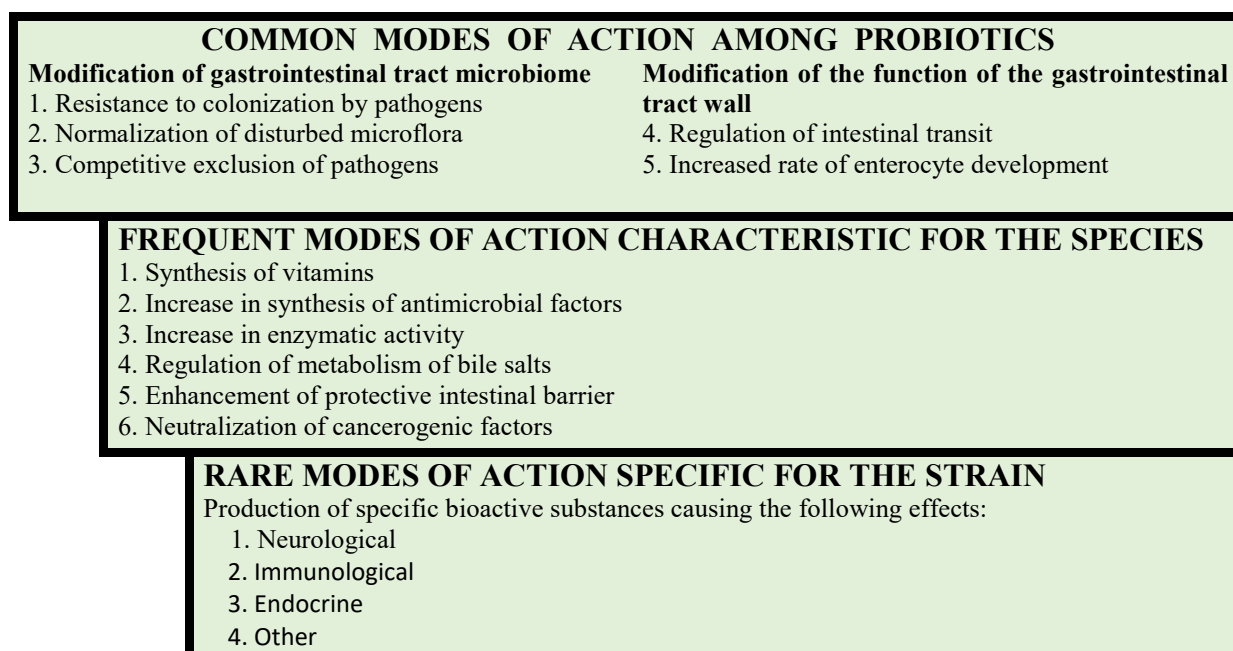 COMMON MODES OF ACTION AMONG PROBIOTICS
Modification of gastrointestinal tract microbiome
1. Resistance to colonization by pathogens
2. Normalization of disturbed microflora
3. Competitive exclusion of pathogens
Modification of the function of the gastrointestinal
tract wall
4. Regulation of intestinal transit
5. Increased rate of enterocyte development
FREQUENT MODES OF ACTION CHARACTERISTIC FOR THE SPECIES
1. Synthesis of vitamins
2. Increase in synthesis of antimicrobial factors
3. Increase in enzymatic activity
4. Regulation of metabolism of bile salts
5. Enhancement of protective intestinal barrier
6. Neutralization of cancerogenic factors
RARE MODES OF ACTION SPECIFIC FOR THE STRAIN
Production of specific bioactive substances causing the following effects:
1. Neurological
2. Immunological
3. Endocrine
4. Other